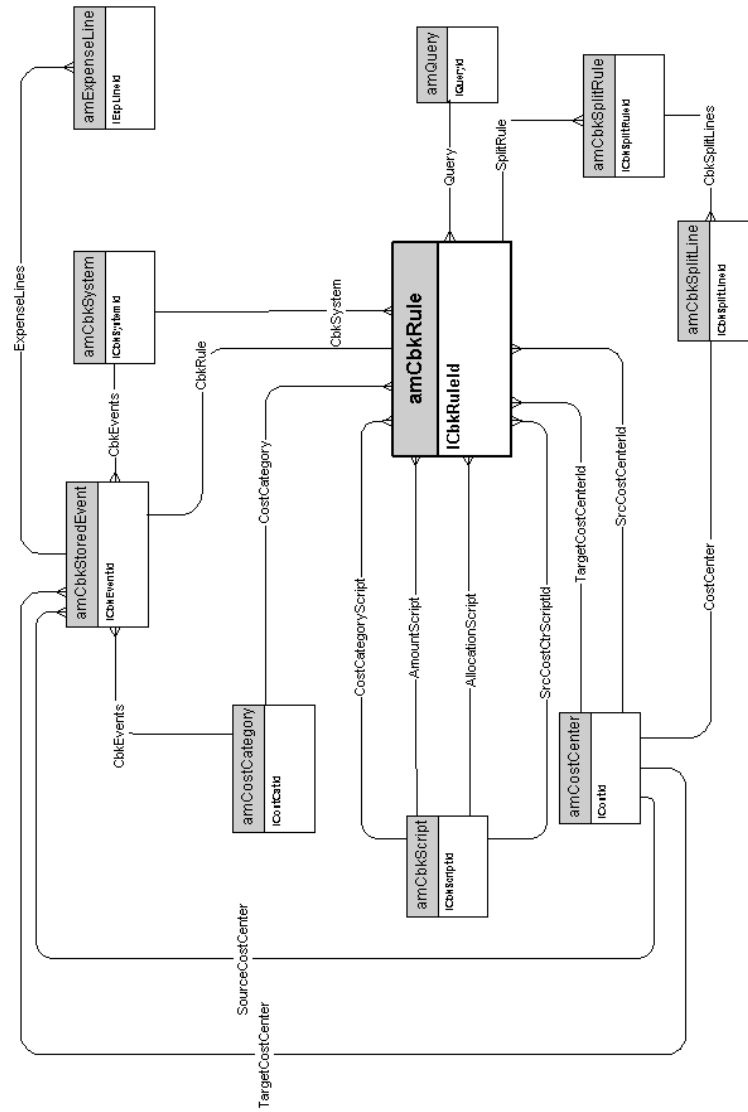 ExpenseLines
amExpenseLine
lExpLineId
amCbkSystem
lCbkSystemId
CbkSystem
CbkEvents
CbkRule
amCbkStoredEvent
lCbkEventId
CbkEvents
CostCategory
amCostCategory
lCostCatId
amQuery
lQueryId
Query
SplitRule
amCbkSplitRule
lCbkSplitRuleId
CbkSplitLines
amCbkSplitLine
lCbkSplitLineId
CostCenter
amCbkRule
lCbkRuleId
CostCategoryScript
AmountScript
AllocationScript
SrcCostCtrScriptId
TargetCostCenterId
SrcCostCenterId
amCbkScript
lCbkScriptId
amCostCenter
lCostId
SourceCostCenter
TargetCostCenter